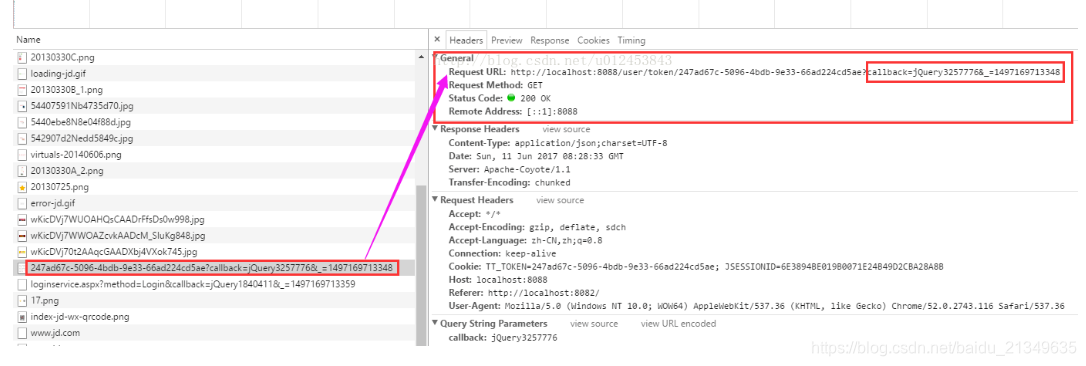 Name
20130330C.png
loading-jd.gif
20130330B_1.png
54407591Nb4735d70.jpg
5440ebe8N8e04f88d.jpg
542907d2Nedd5849c.jpg
virtuals-20140606.png
20130330A_2.png
20130725.png
error-jd.gif
wKicDVj7WUOAHQsCAADrFfsDs0w998.jpg
wKicDVj7WWOAZcvkAADcM_SIuKg848.jpg
wKicDVj70t2AAqcGAADXbj4VXok745.jpg
247ad67c-5096-4bdb-9e33-66ad224cd5ae?callback=jQuery3257776&_=1497169713348
loginservice.aspx?method=Login&callback=jQuery1840411&_=1497169713359
17.png
index-jd-wx-qrcode.png
www.jd.com
× Headers Preview Response Cookies Timing
General
http://blog.csdn.net/u012453843
Request URL: http://localhost:8088/user/token/247ad67c-5096-4bdb-9e33-66ad224cd5ae?callback=jQuery3257776&_=1497169713348
Request Method: GET
Status Code: 200 OK
Remote Address: [::1]:8088
Response Headers view source
Content-Type: application/json;charset=UTF-8
Date: Sun, 11 Jun 2017 08:28:33 GMT
Server: Apache-Coyote/1.1
Transfer-Encoding: chunked
Request Headers view source
Accept: */*
Accept-Encoding: gzip, deflate, sdch
Accept-Language: zh-CN,zh;q=0.8
Connection: keep-alive
Cookie: TT_TOKEN=247ad67c-5096-4bdb-9e33-66ad224cd5ae; JSESSIONID=6E3894BE019B0071E24B49D2CBA28A8B
Host: localhost:8088
Referer: http://localhost:8082/
User-Agent: Mozilla/5.0 (Windows NT 10.0; WOW64) AppleWebKit/537.36 (KHTML, like Gecko) Chrome/52.0.2743.116 Safari/537.36
Query String Parameters view source view URL encoded
callback: jQuery3257776
https://blog.csdn.net/baidu_21349635